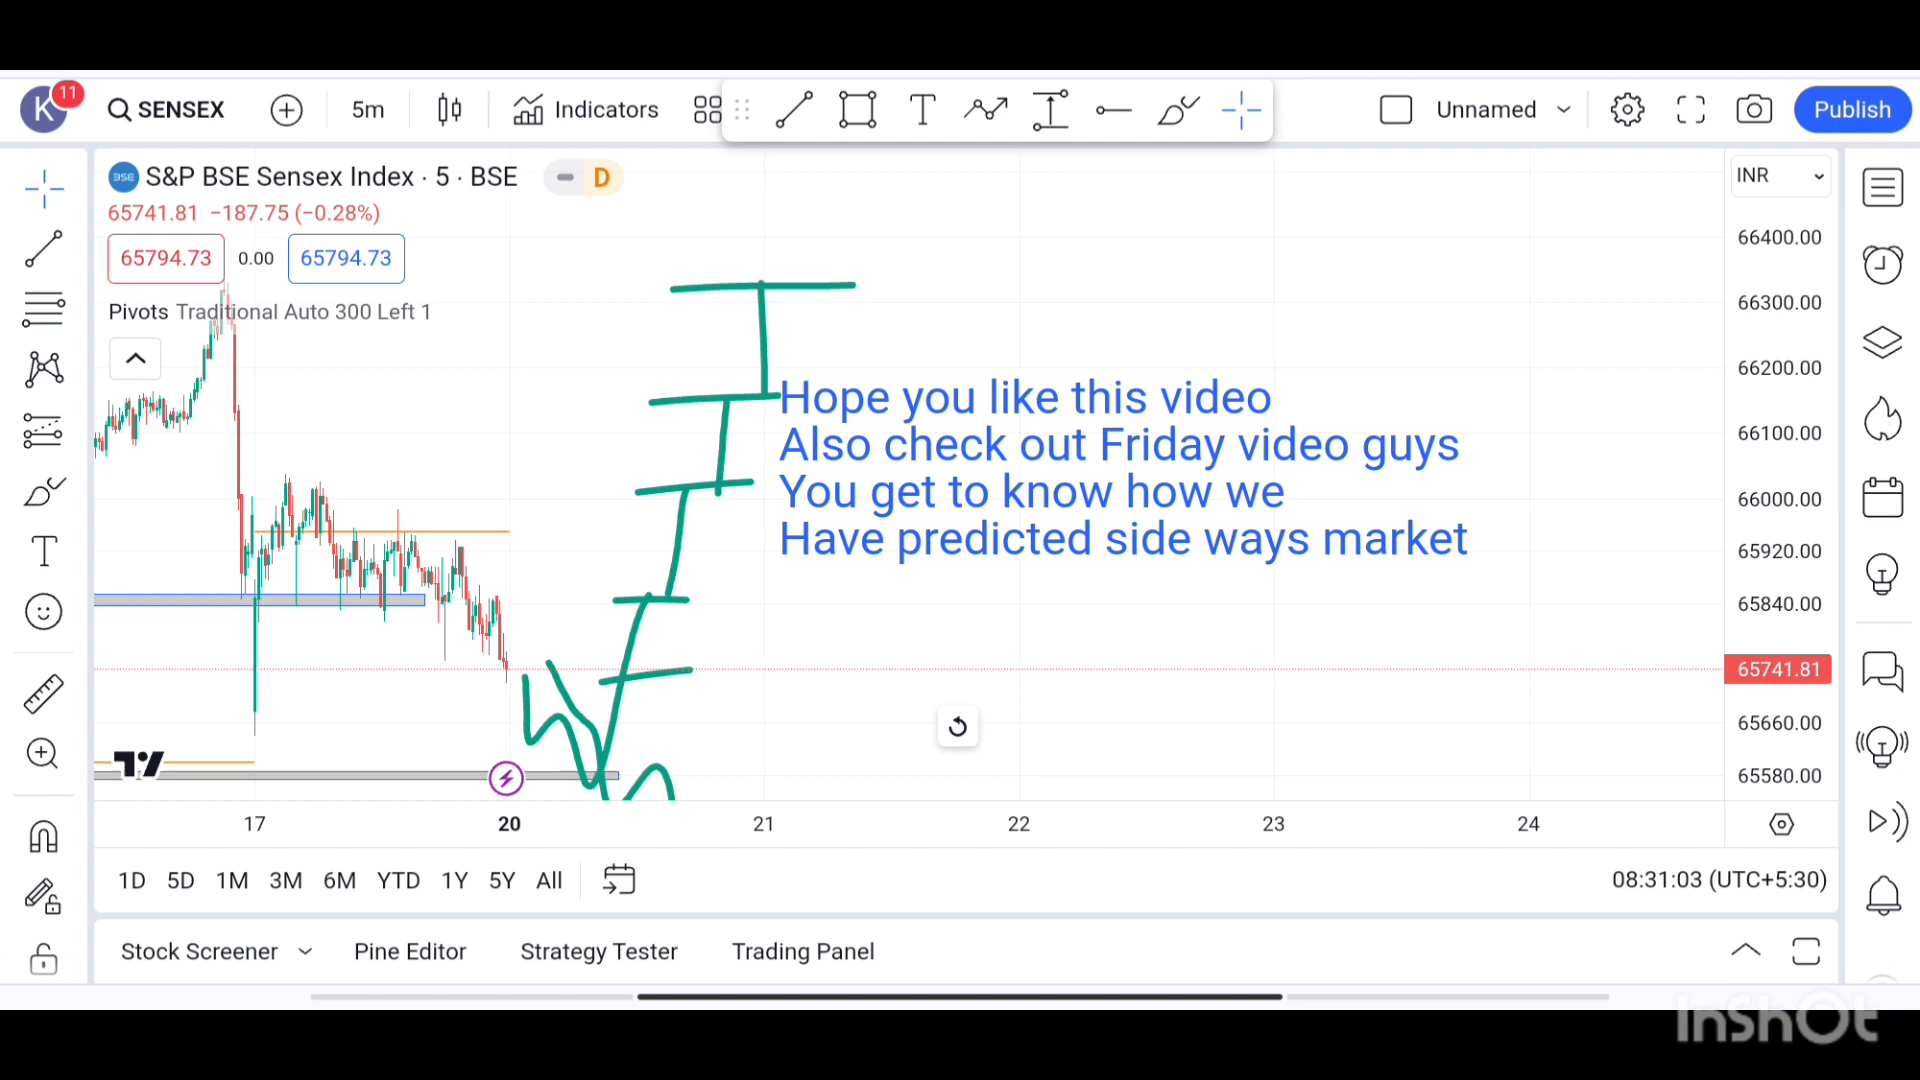 K
11
SENSEX
5m
Indicators
Unnamed
Publish
BSE
S&P BSE Sensex Index · 5 · BSE
D
INR
65741.81 −187.75 (−0.28%)
65794.73
0.00
65794.73
Pivots Traditional Auto 300 Left 1
66400.00
66300.00
66200.00
66100.00
66000.00
65920.00
65840.00
65741.81
65660.00
65580.00
Hope you like this video
Also check out Friday video guys
You get to know how we
Have predicted side ways market
17
20
21
22
23
24
1D 5D 1M 3M 6M YTD 1Y 5Y All
08:31:03 (UTC+5:30)
Stock Screener
Pine Editor
Strategy Tester
Trading Panel
InShOt